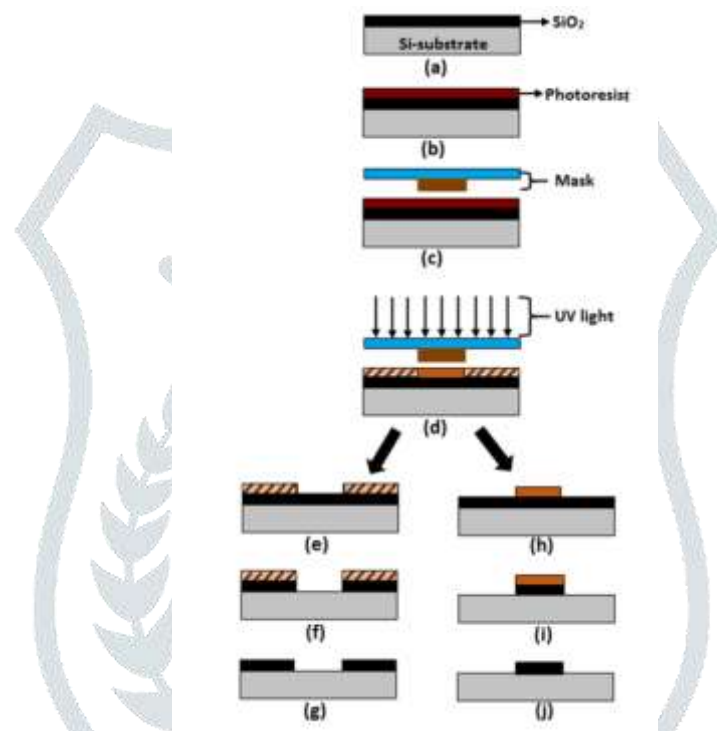 SiO₂
Si-substrate
(a)
Photoresist
(b)
Mask
(c)
UV light
(d)
(e)
(h)
(f)
(i)
(g)
(j)